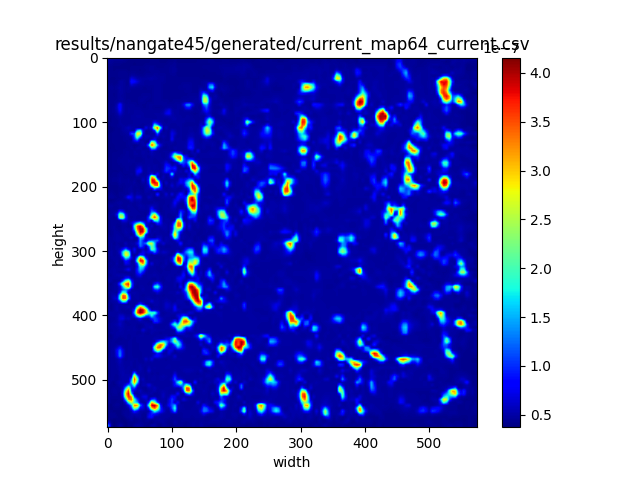 results/nangate45/generated/current_map64_current.csv
1e−7
0
100
200
300
400
500
height
0 100 200 300 400 500
width
4.0
3.5
3.0
2.5
2.0
1.5
1.0
0.5